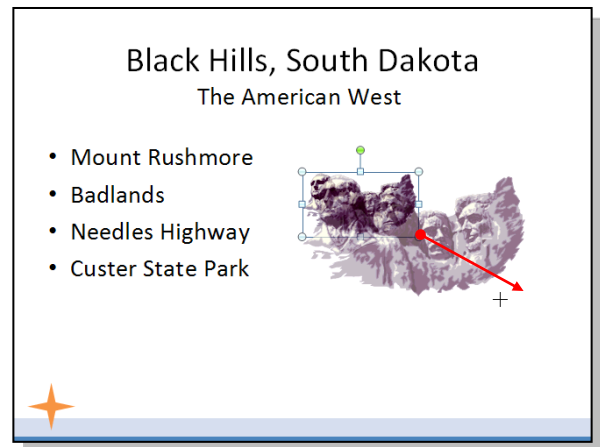 Black Hills, South Dakota
The American West
• Mount Rushmore
• Badlands
• Needles Highway
• Custer State Park